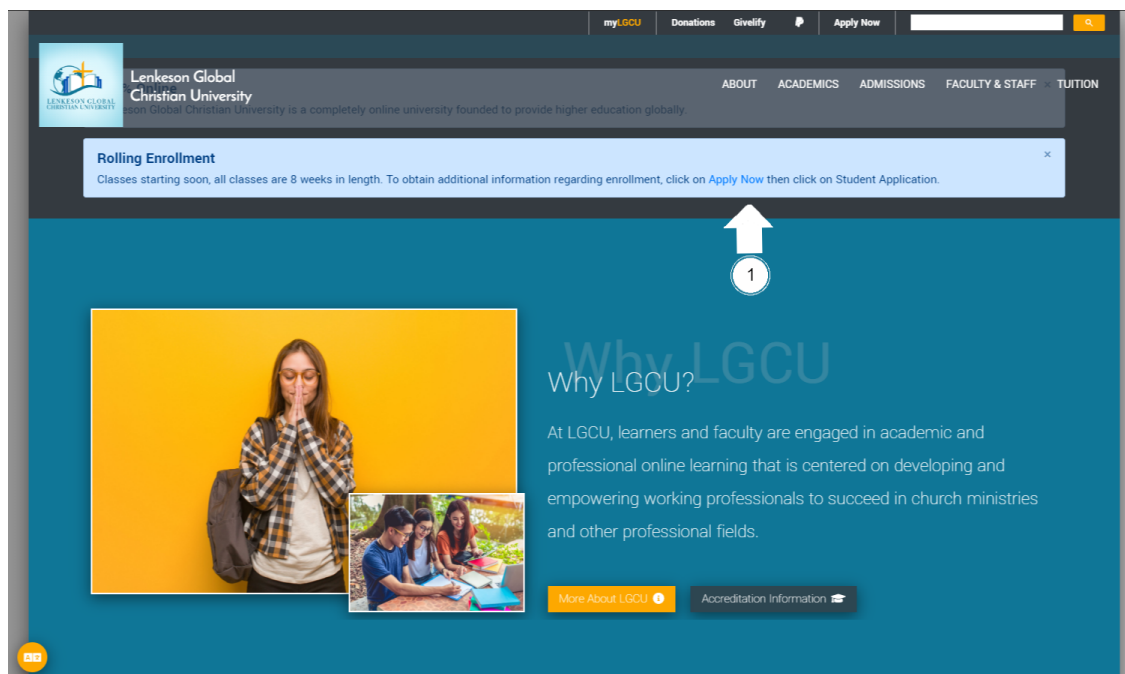 myLGCU Donations Givelify Apply Now
LENKESON GLOBAL
CHRISTIAN UNIVERSITY
Lenkeson Global
Christian University
ABOUT ACADEMICS ADMISSIONS FACULTY & STAFF × TUITION
Online
eson Global Christian University is a completely online university founded to provide higher education globally.
Rolling Enrollment ×
Classes starting soon, all classes are 8 weeks in length. To obtain additional information regarding enrollment, click on Apply Now then click on Student Application.
1
Why LGCU
Why LGCU?
At LGCU, learners and faculty are engaged in academic and
professional online learning that is centered on developing and
empowering working professionals to succeed in church ministries
and other professional fields.
More About LGCU Accreditation Information